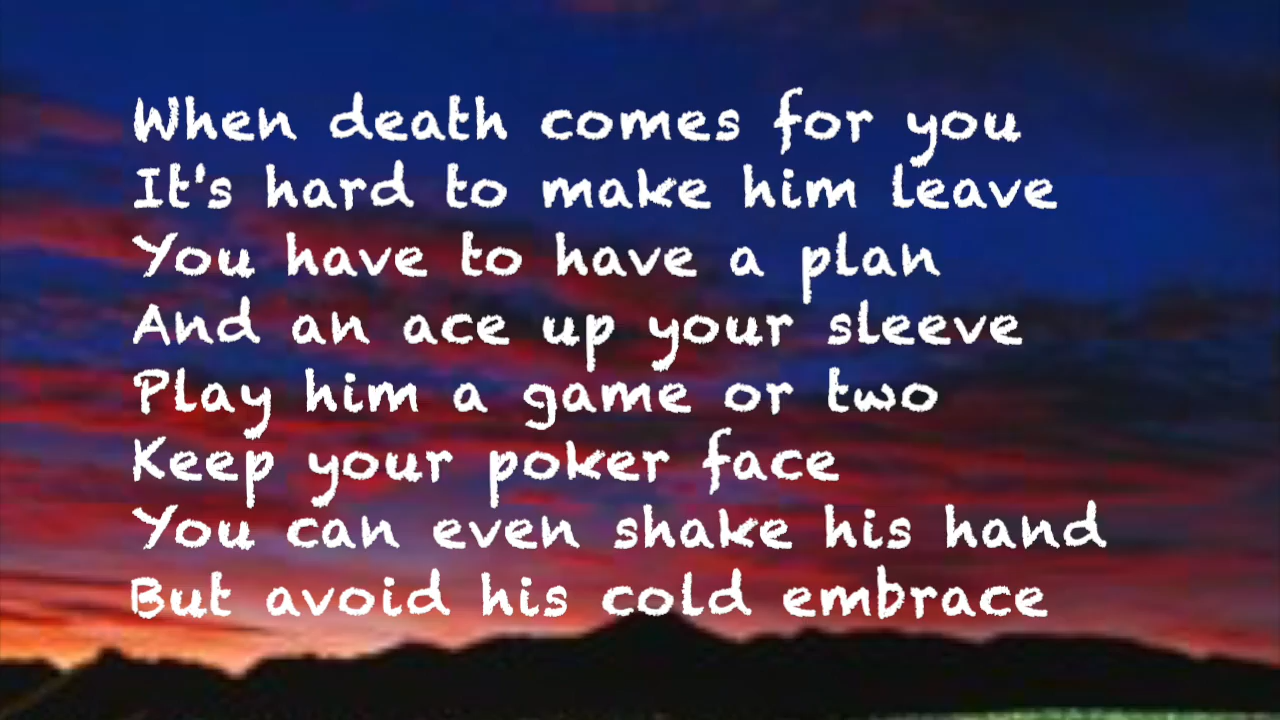 When death comes for you
It's hard to make him leave
You have to have a plan
And an ace up your sleeve
Play him a game or two
Keep your poker face
You can even shake his hand
But avoid his cold embrace